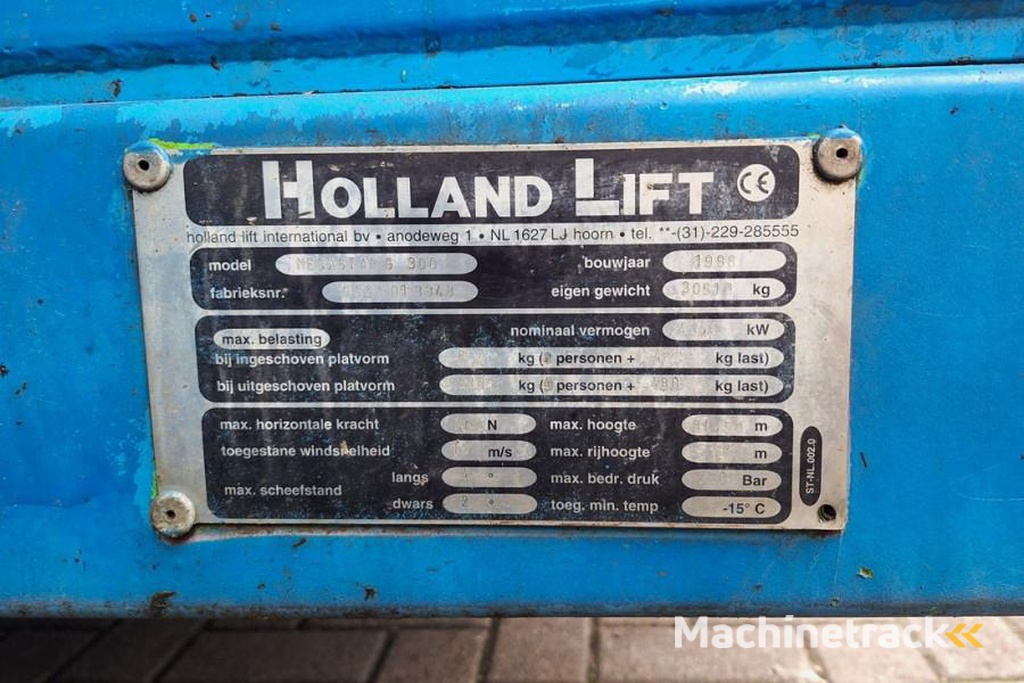 HOLLAND LIFT CE
holland lift international bv • anodeweg 1 • NL 1627 LJ hoorn • tel. **-(31)-229-285555
model bouwjaar 1998
fabrieksnr. eigen gewicht kg
nominaal vermogen kW
max. belasting
bij ingeschoven platvorm kg ( personen + kg last)
bij uitgeschoven platvorm kg ( personen + kg last)
max. horizontale kracht N max. hoogte m
toegestane windsnelheid m/s max. rijhoogte m
max. scheefstand langs ° max. bedr. druk Bar
dwars 2 ° toeg. min. temp -15° C
ST-NL.002.0
Machinetrack